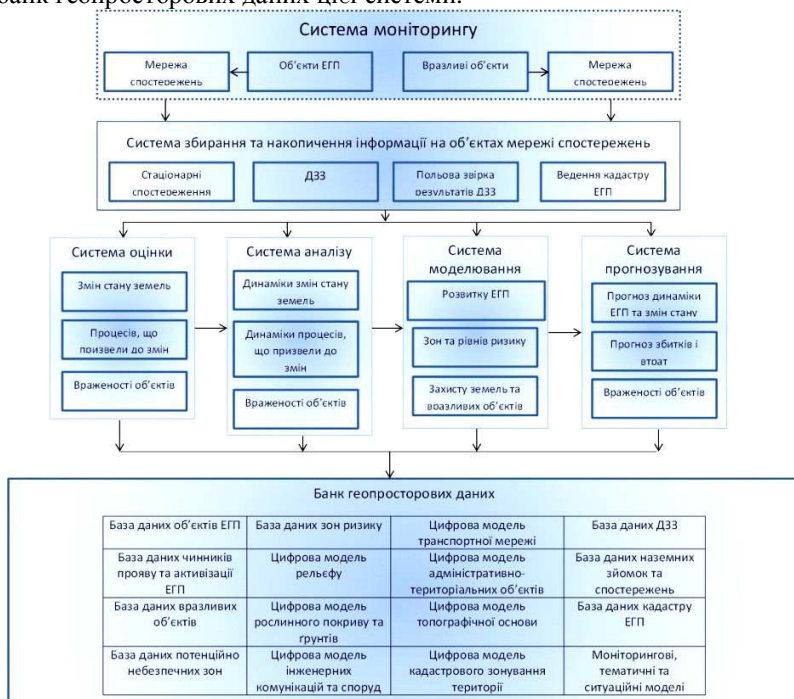 банк геопросторових даних цієї системи.
Система моніторингу
Мережа
спостережень
Об'єкти ЕГП
Вразливі об'єкти
Мережа
спостережень
Система збирання та накопичення інформації на об'єктах мережі спостережень
Стаціонарні
спостереження
ДЗЗ
Польова звірка
результатів ДЗЗ
Ведення кадастру
ЕГП
Система оцінки
Змін стану земель
Процесів, що
призвели до змін
Враженості об'єктів
Система аналізу
Динаміки змін стану
земель
Динаміки процесів,
що призвели до
змін
Враженості об'єктів
Система
моделювання
Розвитку ЕГП
Зон та рівнів ризику
Захисту земель та
вразливих об'єктів
Система
прогнозування
Прогноз динаміки
ЕГП та змін стану
Прогноз збитків і
втрат
Враженості об'єктів
Банк геопросторових даних
База даних об'єктів ЕГП
База даних зон ризику
Цифрова модель
транспортної мережі
База даних ДЗЗ
База даних чинників
прояву та активізації
ЕГП
Цифрова модель
рельєфу
Цифрова модель
адміністративно-
територіальних об'єктів
База даних наземних
зйомок та
спостережень
База даних вразливих
об'єктів
Цифрова модель
рослинного покриву та
ґрунтів
Цифрова модель
топографічної основи
База даних кадастру
ЕГП
База даних потенційно
небезпечних зон
Цифрова модель
інженерних
комунікацій та споруд
Цифрова модель
кадастрового зонування
території
Моніторингові,
тематичні та
ситуаційні моделі